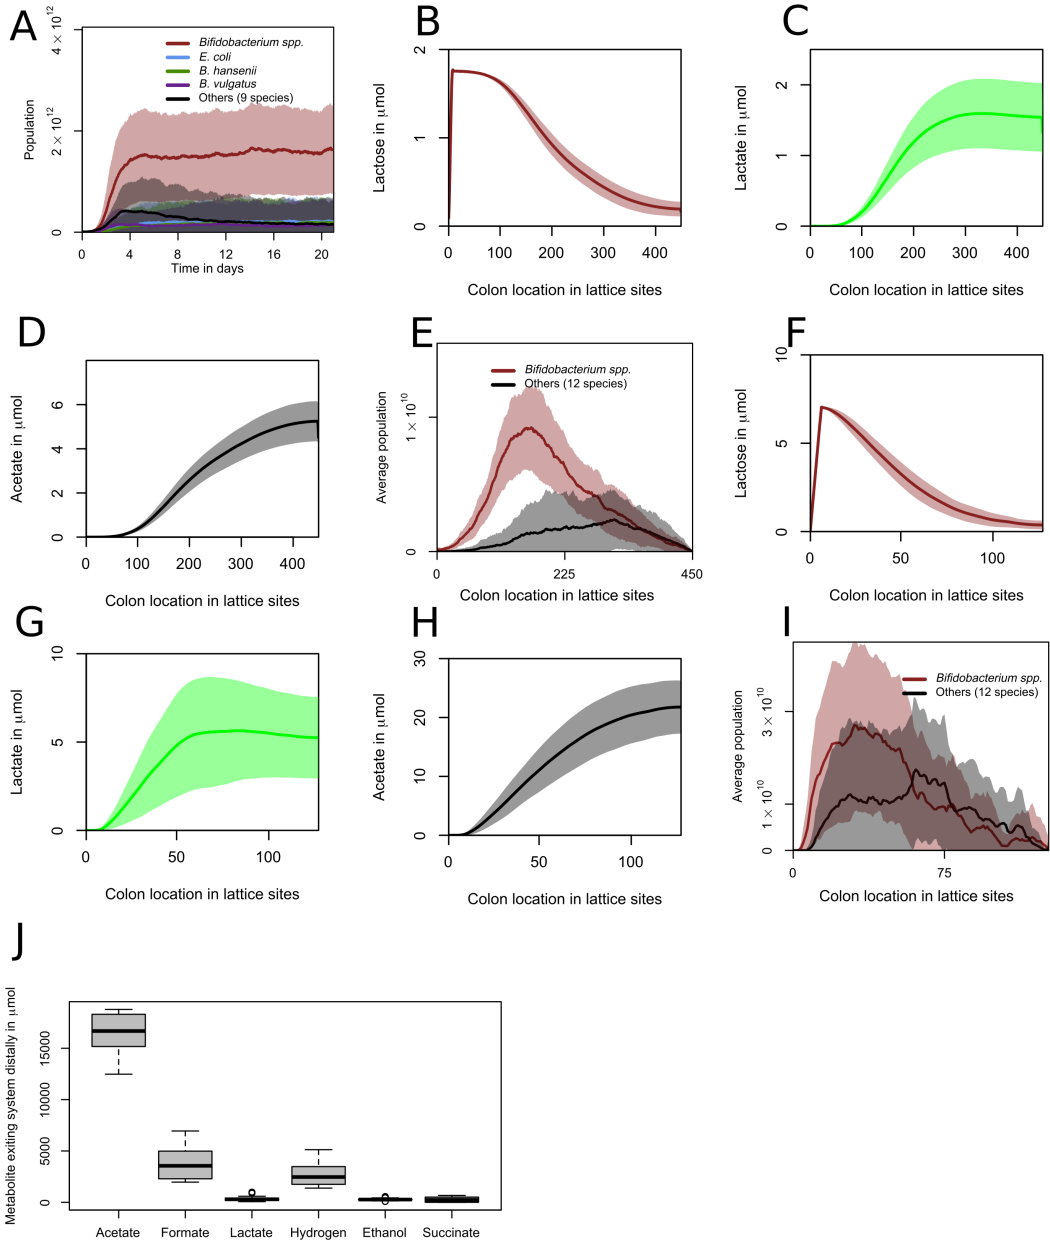 A
Population
0
2 × 10^12
4 × 10^12
Bifidobacterium spp.
E. coli
B. hansenii
B. vulgatus
Others (9 species)
0 4 8 12 16 20
Time in days
B
Lactose in μmol
2
1
0
0 100 200 300 400
Colon location in lattice sites
C
Lactate in μmol
2
1
0
0 100 200 300 400
Colon location in lattice sites
D
Acetate in μmol
6
4
2
0
0 100 200 300 400
Colon location in lattice sites
E
Average population
1 × 10^10
0
Bifidobacterium spp.
Others (12 species)
0 225 450
Colon location in lattice sites
F
Lactose in μmol
10
5
0
0 50 100
Colon location in lattice sites
G
Lactate in μmol
10
5
0
0 50 100
Colon location in lattice sites
H
Acetate in μmol
30
20
10
0
0 50 100
Colon location in lattice sites
I
Average population
3 × 10^10
1 × 10^10
0
Bifidobacterium spp.
Others (12 species)
0 75
Colon location in lattice sites
J
Metabolite exiting system distally in μmol
15000
10000
5000
0
Acetate Formate Lactate Hydrogen Ethanol Succinate